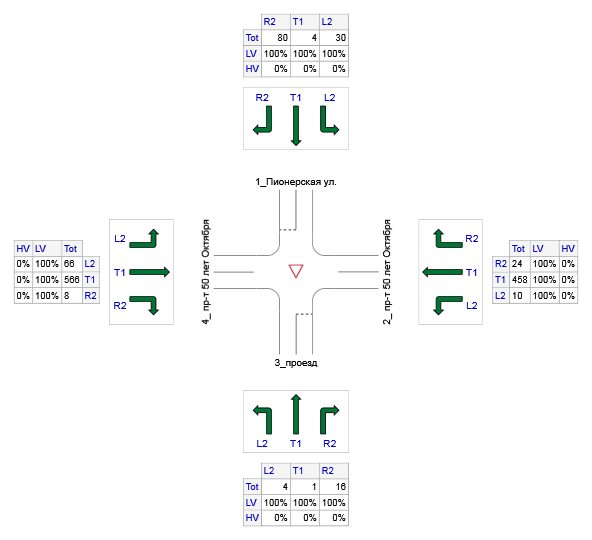 R2 T1 L2
Tot 80 4 30
LV 100% 100% 100%
HV 0% 0% 0%
R2 T1 L2
1_Пионерская ул.
HV LV Tot
0% 100% 66 L2
0% 100% 566 T1
0% 100% 8 R2
L2
T1
R2
4_ пр-т 50 лет Октября
2_ пр-т 50 лет Октября
R2
T1
L2
Tot LV HV
R2 24 100% 0%
T1 458 100% 0%
L2 10 100% 0%
3_проезд
L2 T1 R2
L2 T1 R2
Tot 4 1 16
LV 100% 100% 100%
HV 0% 0% 0%